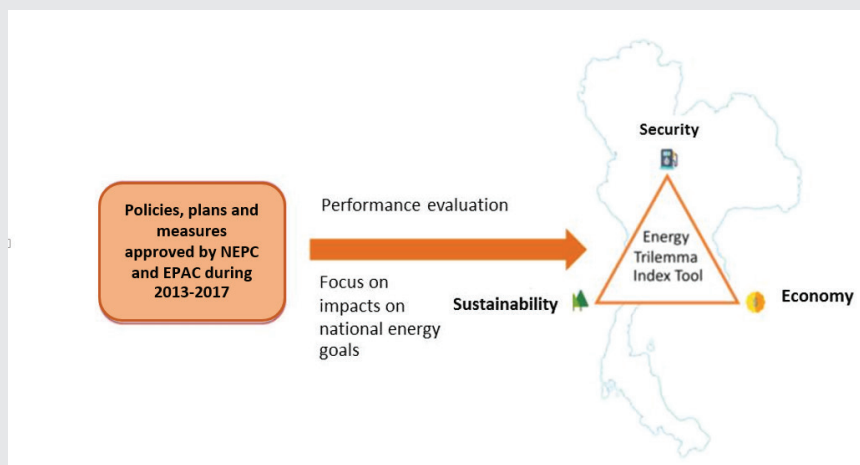 Policies, plans and
measures
approved by NEPC
and EPAC during
2013-2017
Performance evaluation
Focus on
impacts on
national energy
goals
Security
Energy
Trilemma
Index Tool
Sustainability
Economy